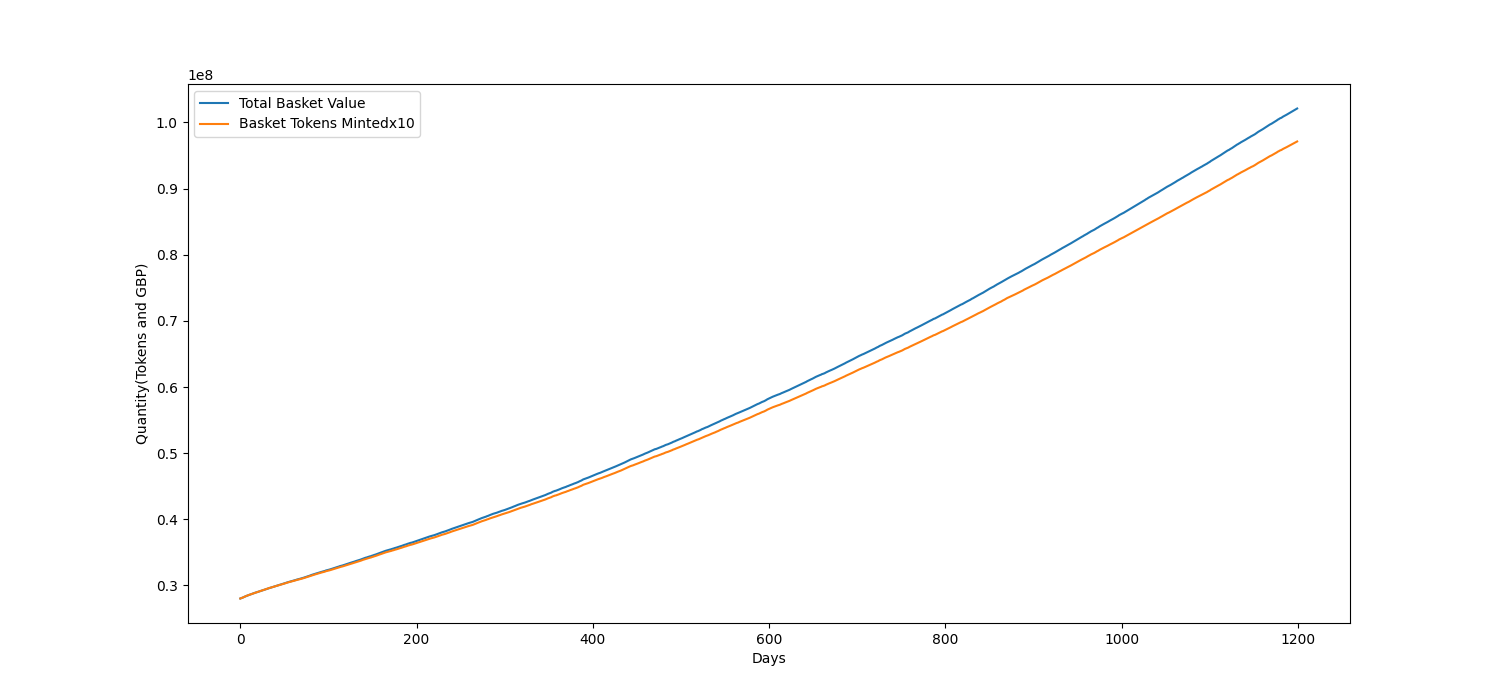 1e8
Total Basket Value
Basket Tokens Mintedx10
1.0
0.9
0.8
0.7
0.6
0.5
0.4
0.3
Quantity(Tokens and GBP)
0 200 400 600 800 1000 1200
Days